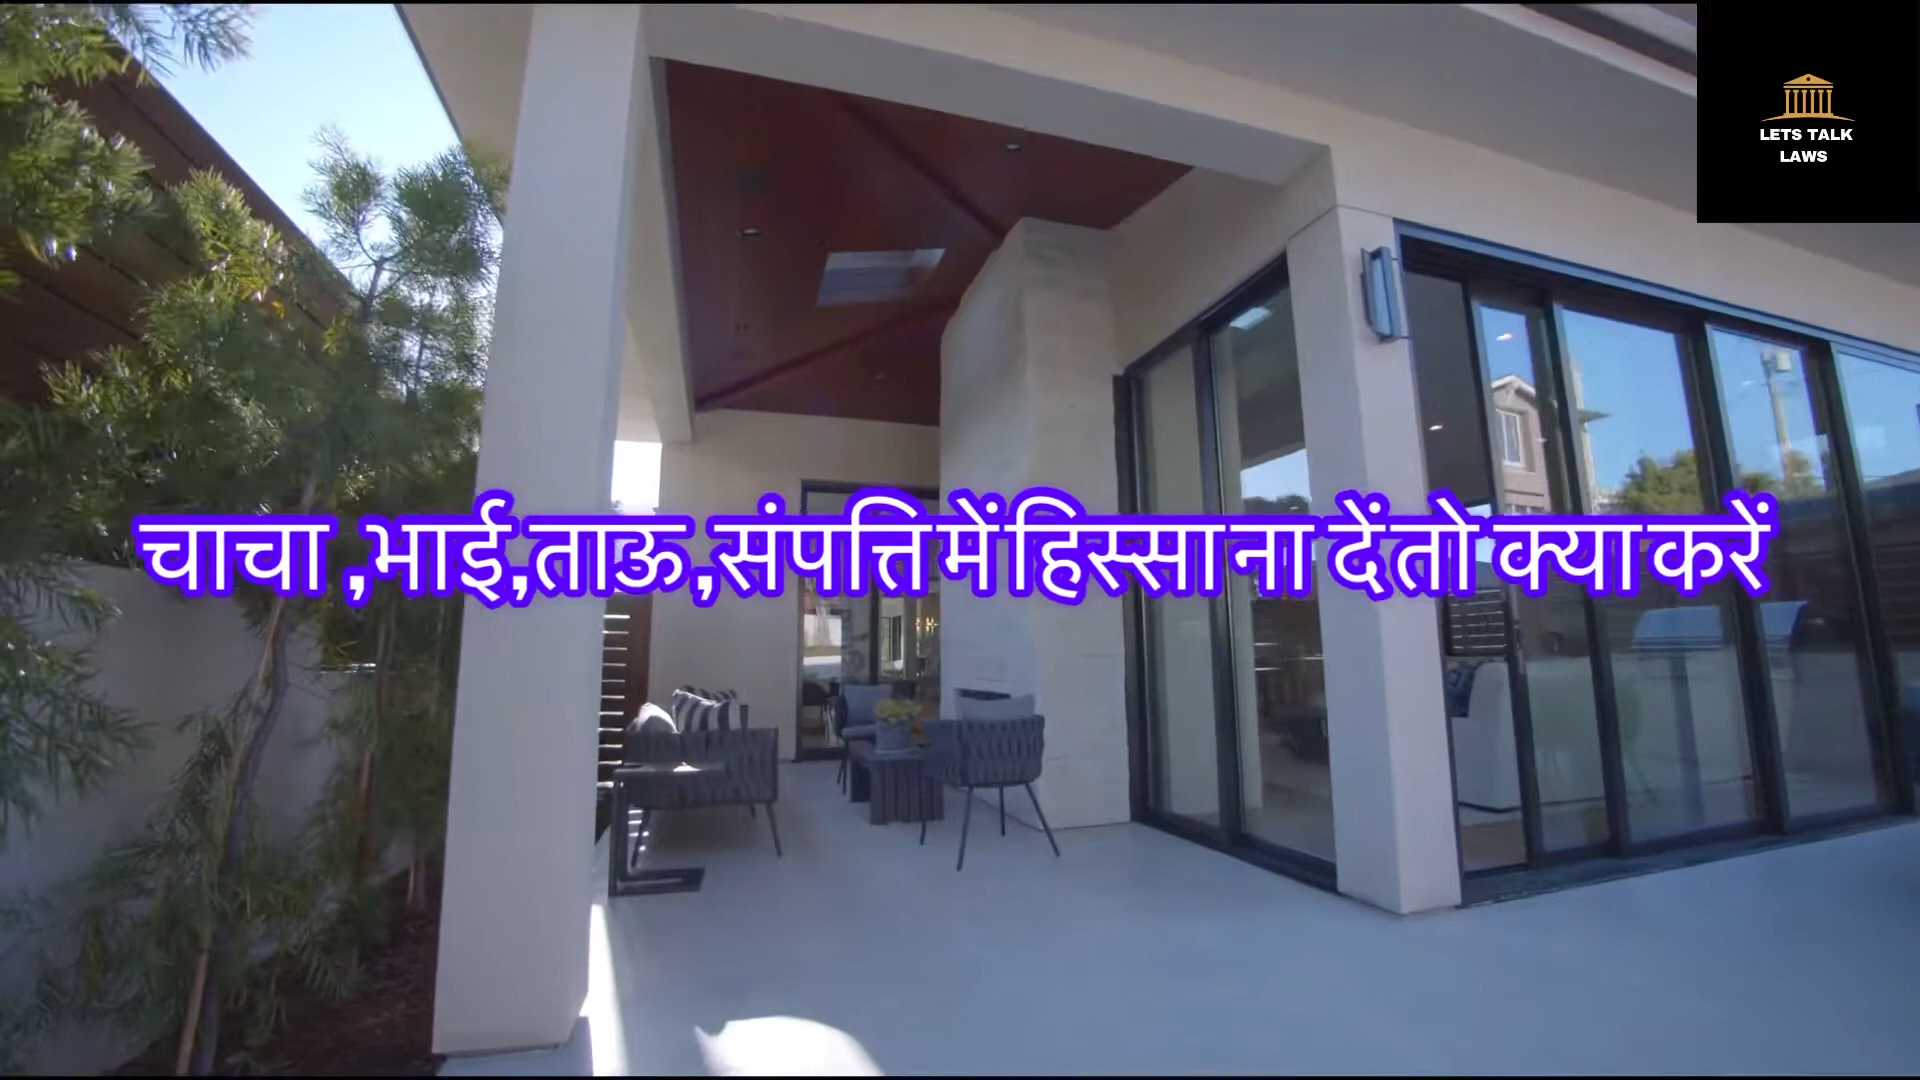 LETS TALK
LAWS
चाचा ,भाई,ताऊ,संपत्ति में हिस्सा ना दें तो क्या करें